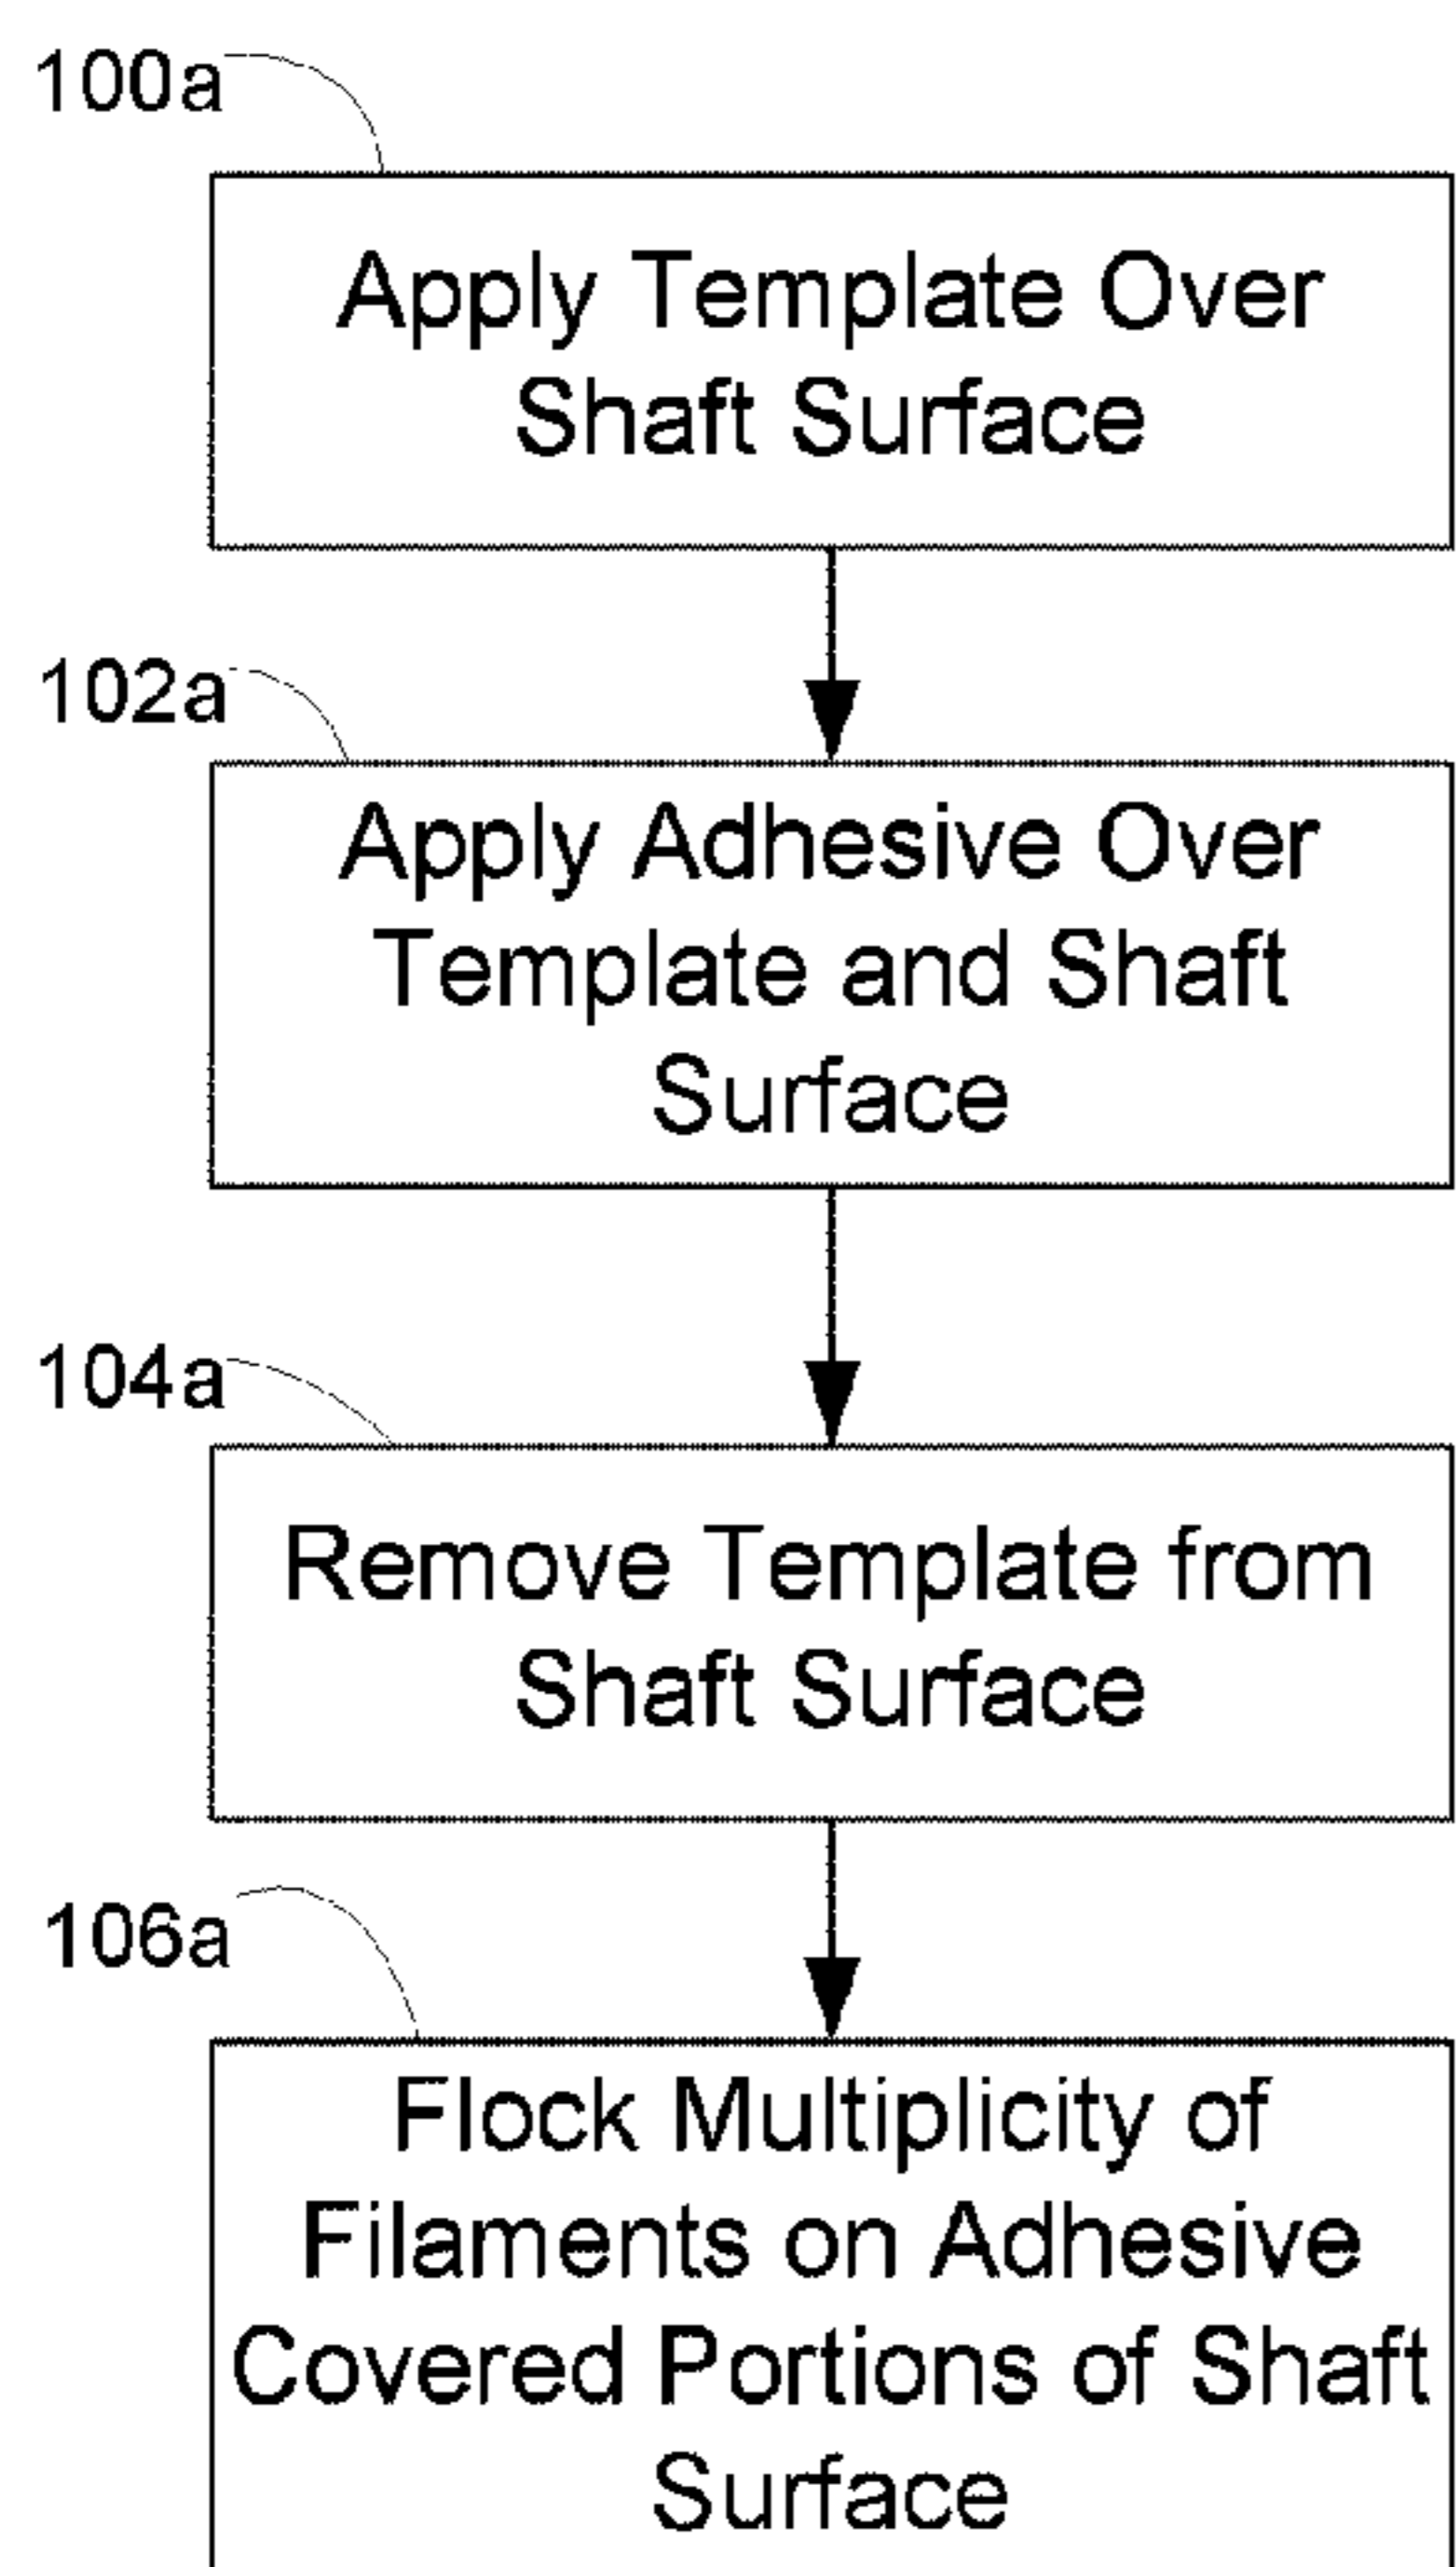 100a
Apply Template Over
Shaft Surface
102a
Apply Adhesive Over
Template and Shaft
Surface
104a
Remove Template from
Shaft Surface
106a
Flock Multiplicity of
Filaments on Adhesive
Covered Portions of Shaft
Surface